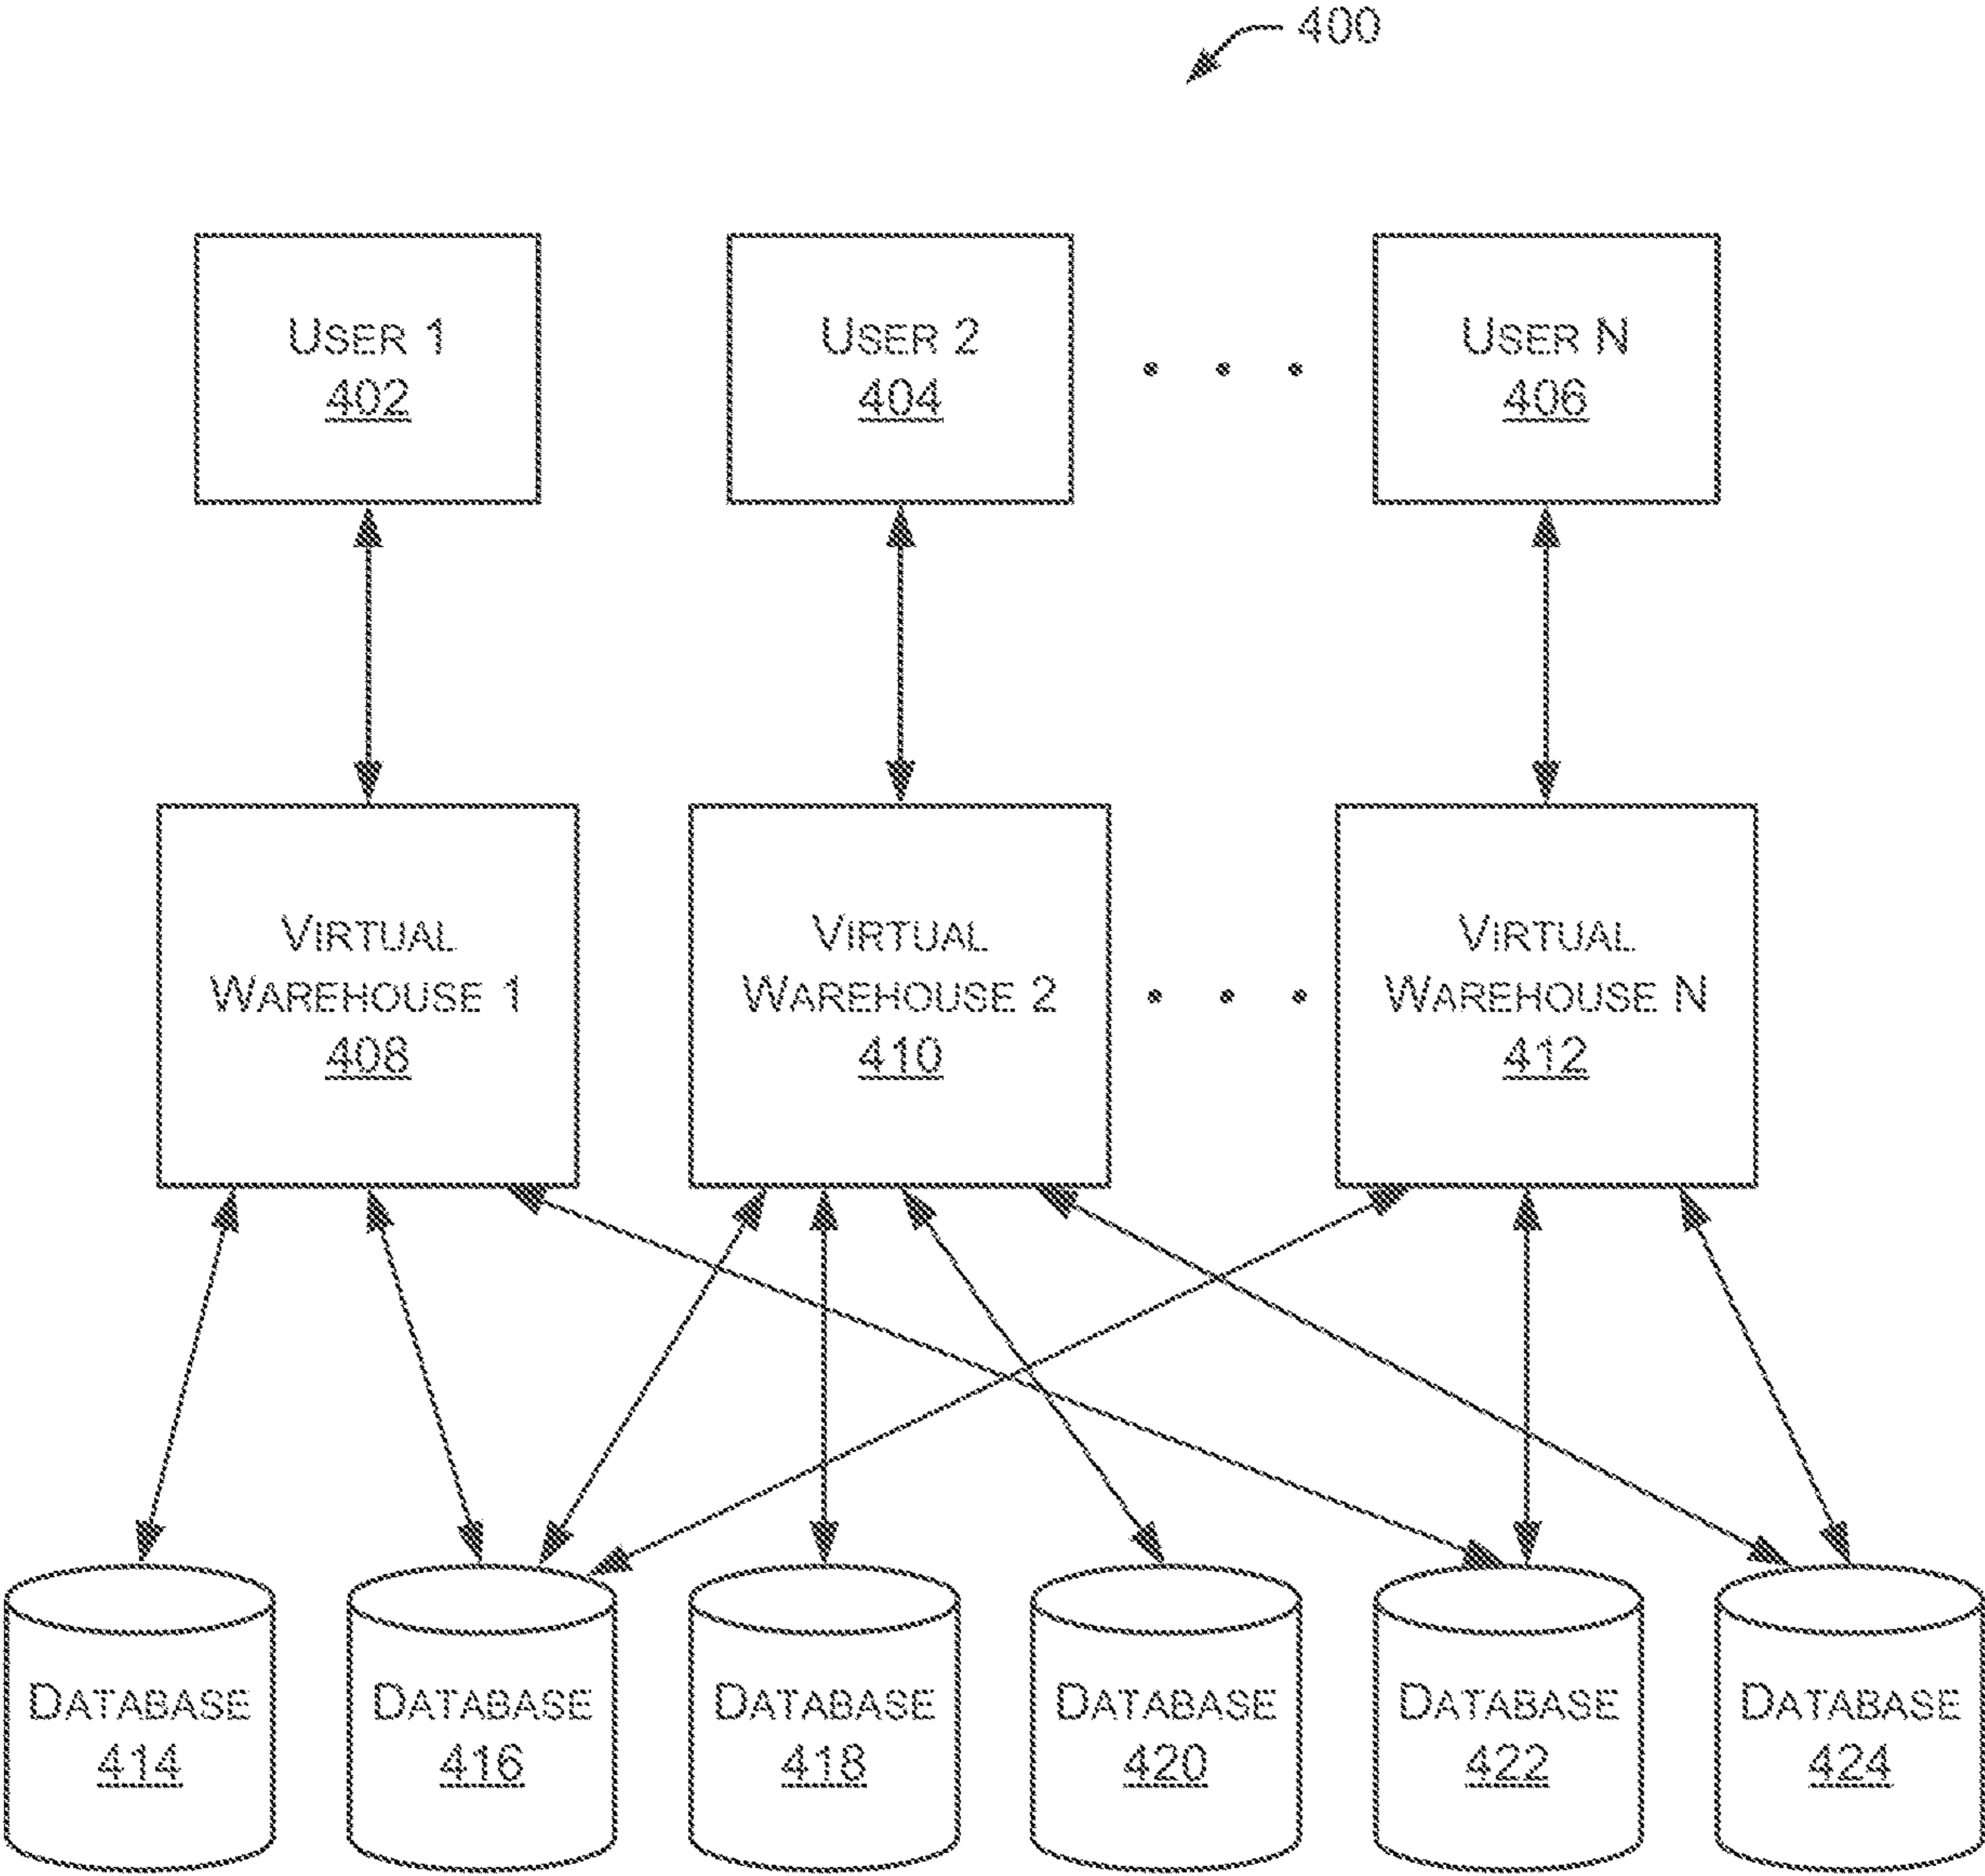 400
User 1
402
User 2
404
User N
406
Virtual
Warehouse 1
408
Virtual
Warehouse 2
410
Virtual
Warehouse N
412
Database
414
Database
416
Database
418
Database
420
Database
422
Database
424